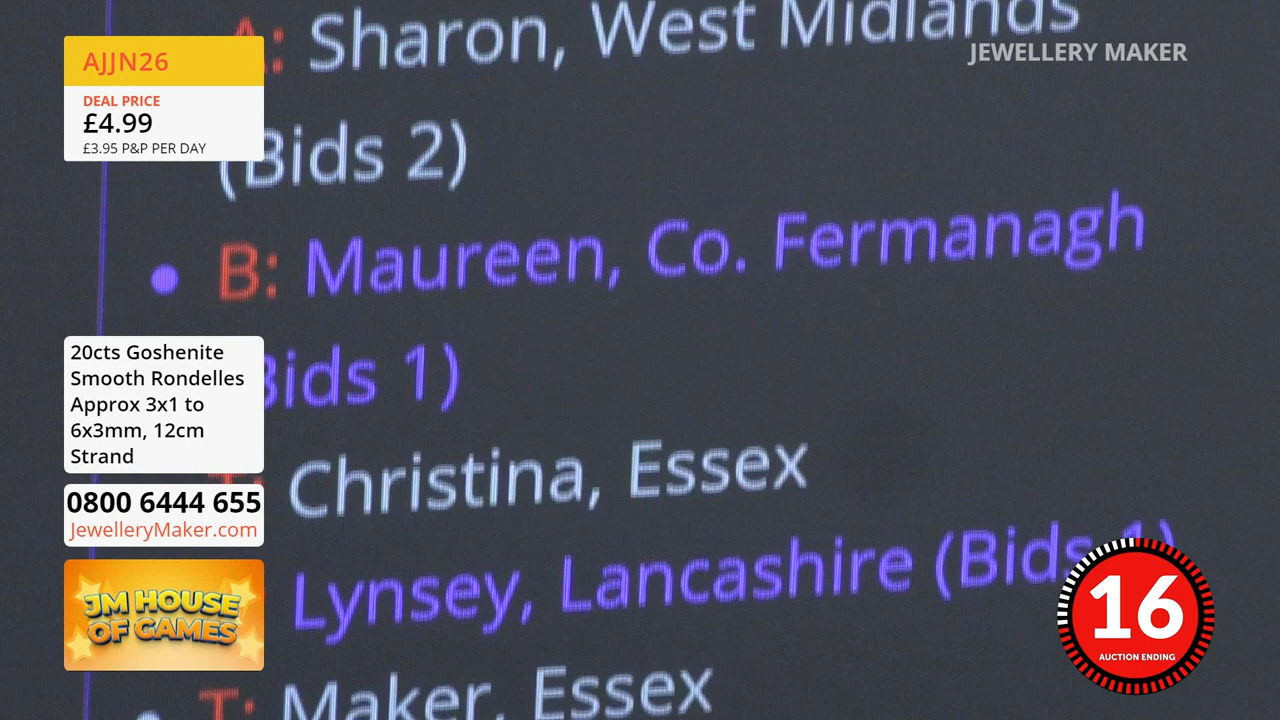 A: Sharon, West Midlands
JEWELLERY MAKER
AJJN26
DEAL PRICE
£4.99
£3.95 P&P PER DAY
(Bids 2)
B: Maureen, Co. Fermanagh
Bids 1)
20cts Goshenite
Smooth Rondelles
Approx 3x1 to
6x3mm, 12cm
Strand
Christina, Essex
0800 6444 655
JewelleryMaker.com
Lynsey, Lancashire (Bids 1)
JM HOUSE
OF GAMES
16
AUCTION ENDING
T: Maker, Essex